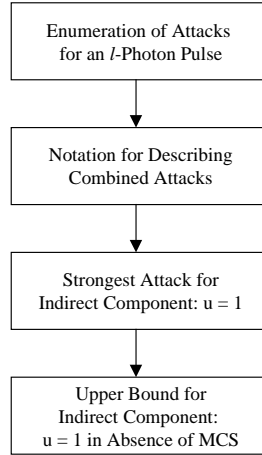 Enumeration of Attacks
for an l-Photon Pulse
Notation for Describing
Combined Attacks
Strongest Attack for
Indirect Component: u = 1
Upper Bound for
Indirect Component:
u = 1 in Absence of MCS